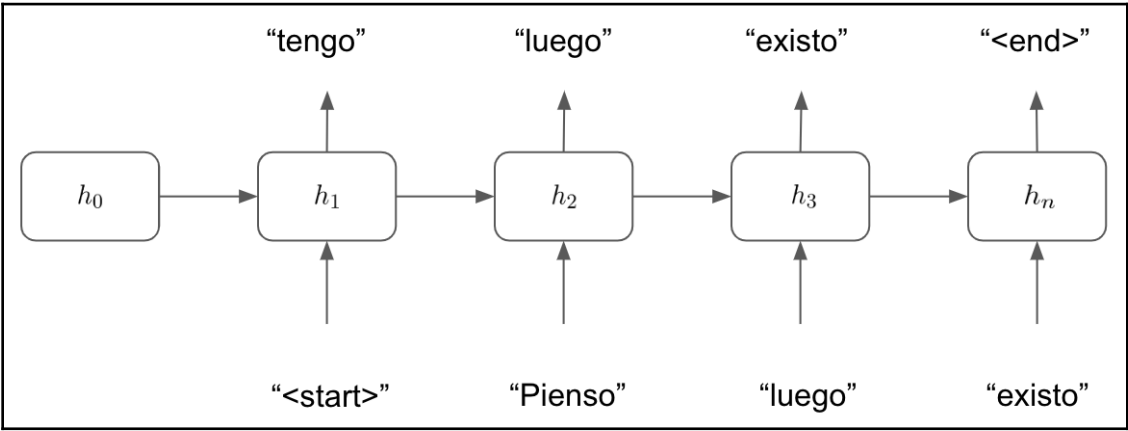 “tengo” “luego” “existo” “<end>”
h₀ h₁ h₂ h₃ hₙ
“<start>” “Pienso” “luego” “existo”